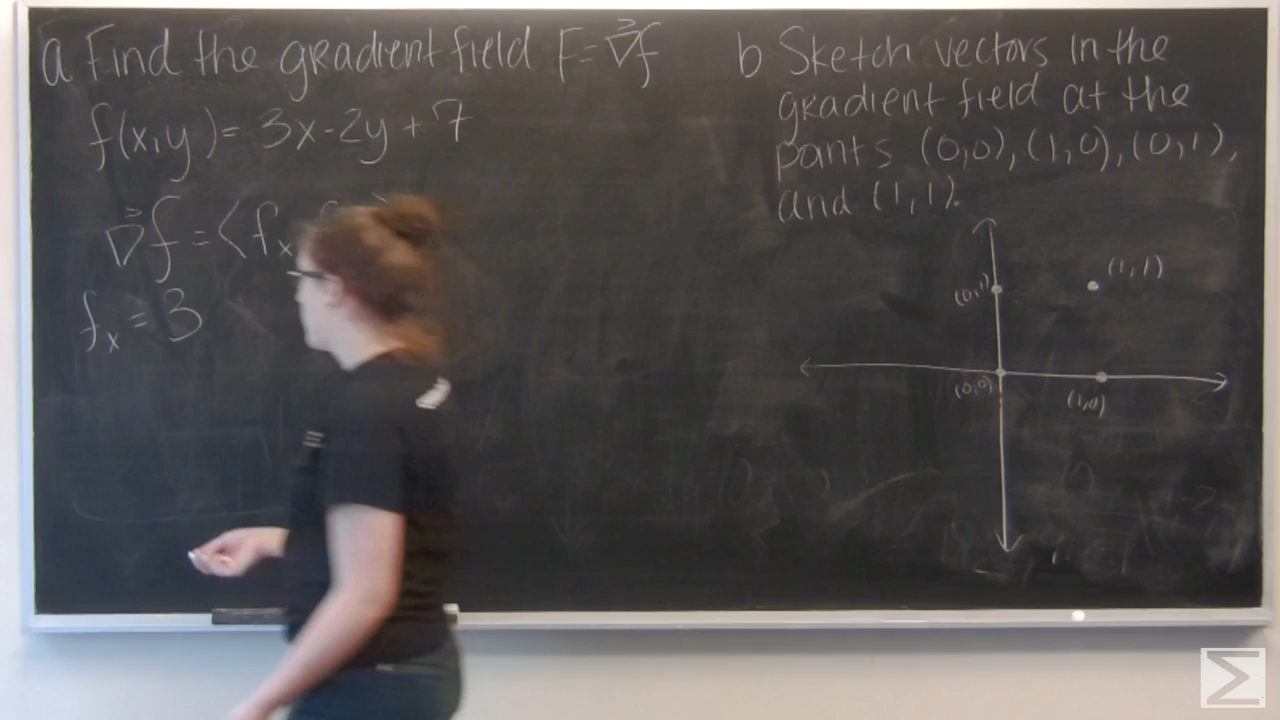 a Find the gradient field F=∇⃗f
f(x,y)= 3x-2y+7
∇⃗f=⟨fₓ
fₓ=3
b Sketch vectors in the
gradient field at the
pants (0,0),(1,0),(0,1),
and (1,1).
(0,1)
(1,1)
(0,0)
(1,0)
Σ